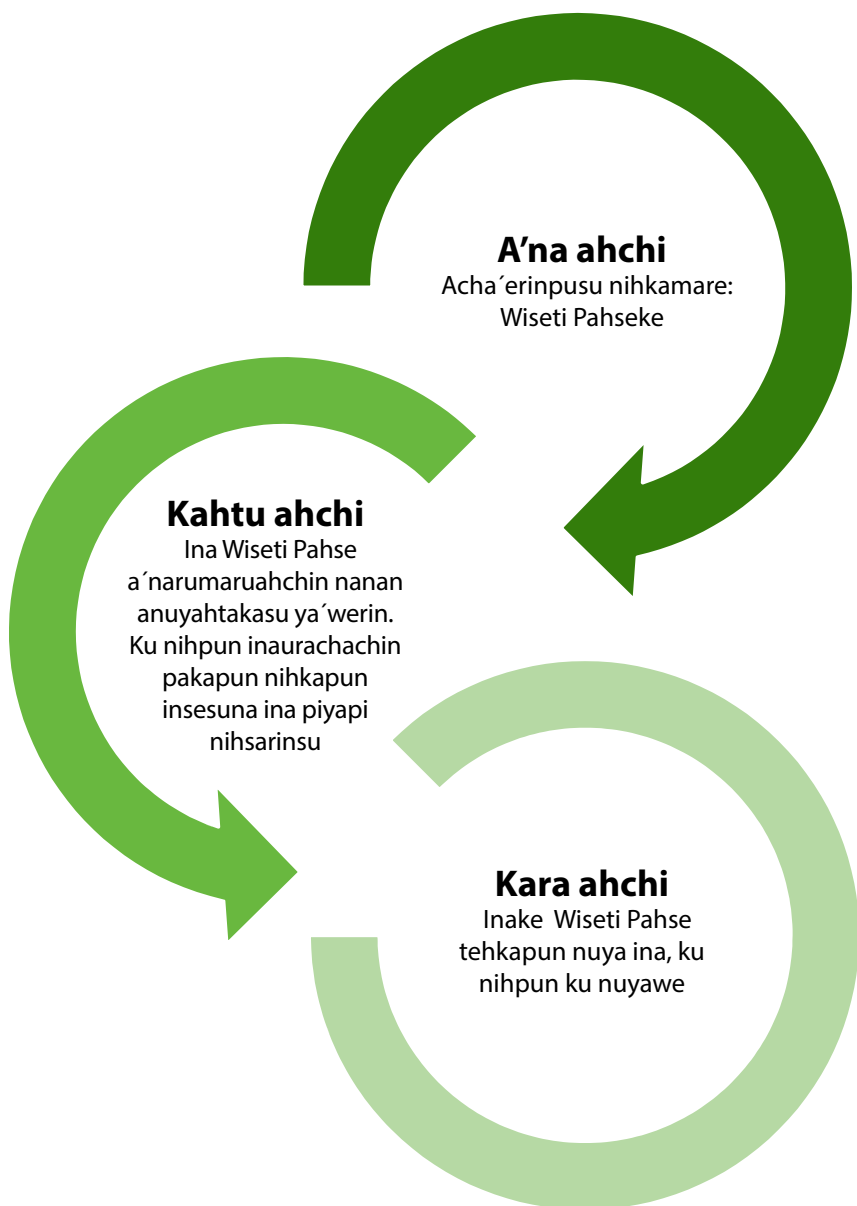 A'na ahchi
Acha´erinpusu nihkamare:
Wiseti Pahseke
Kahtu ahchi
Ina Wiseti Pahse
a´narumaruahchin nanan
anuyahtakasu ya´werin.
Ku nihpun inaurachachin
pakapun nihkapun
insesuna ina piyapi
nihsarinsu
Kara ahchi
Inake Wiseti Pahse
tehkapun nuya ina, ku
nihpun ku nuyawe